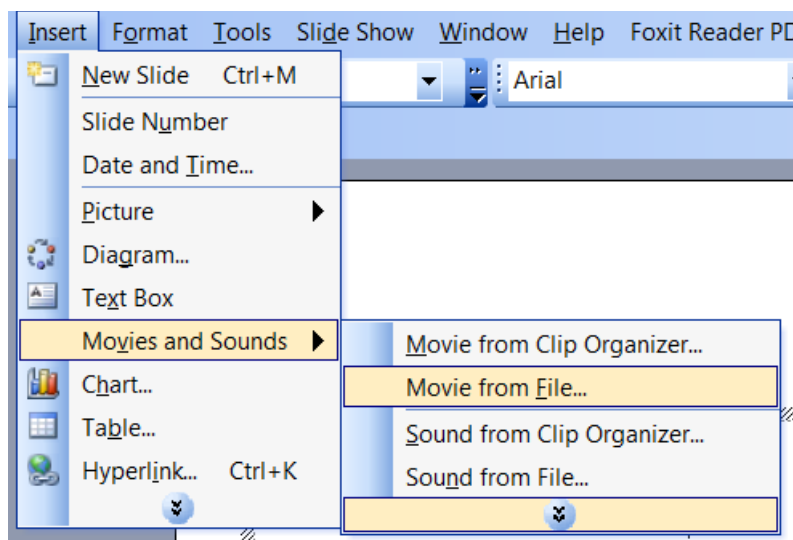 Insert Format Tools Slide Show Window Help Foxit Reader PD
New Slide Ctrl+M
Arial
Slide Number
Date and Time...
Picture
Diagram...
Text Box
Movies and Sounds
Chart...
Table...
Hyperlink... Ctrl+K
Movie from Clip Organizer...
Movie from File...
Sound from Clip Organizer...
Sound from File...